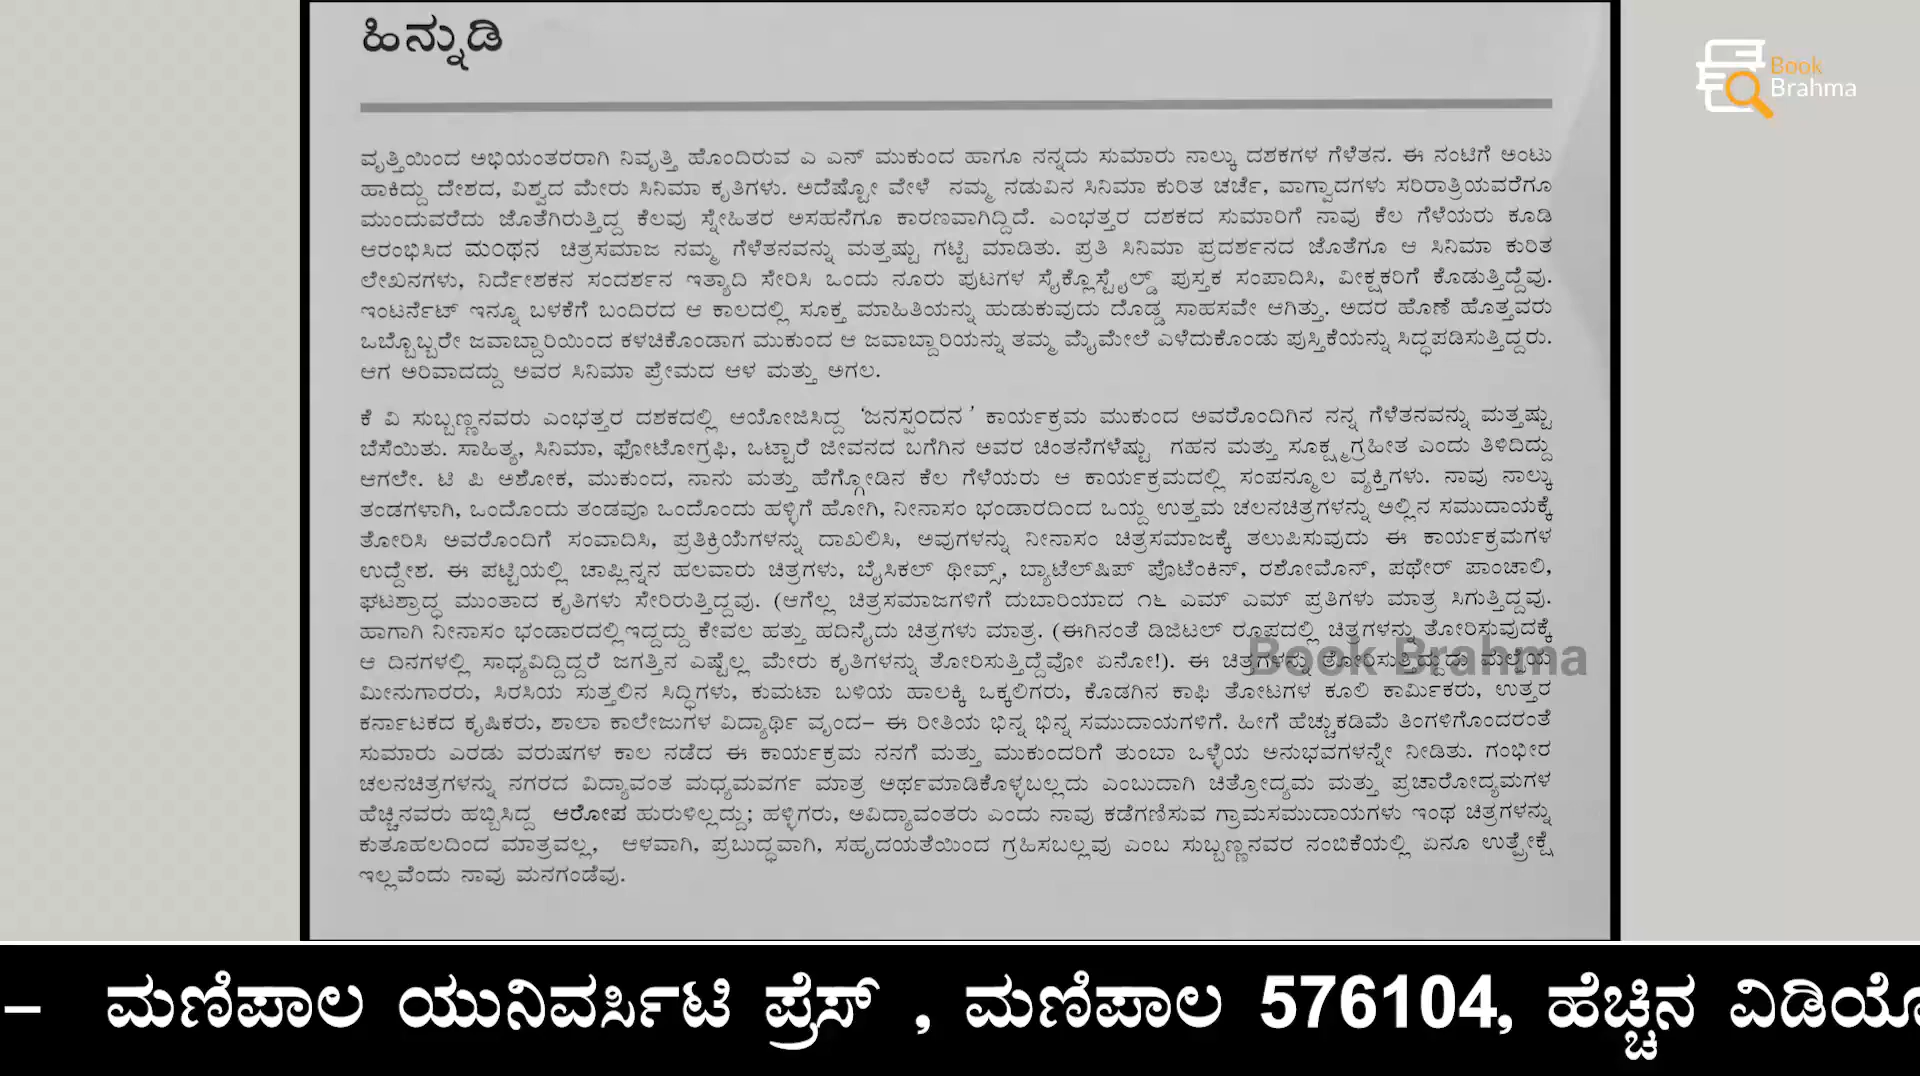 ಹಿನ್ನುಡಿ
Book
Brahma
ವೃತ್ತಿಯಿಂದ ಅಭಿಯಂತರರಾಗಿ ನಿವೃತ್ತಿ ಹೊಂದಿರುವ ಎ ಎನ್ ಮುಕುಂದ ಹಾಗೂ ನನ್ನದು ಸುಮಾರು ನಾಲ್ಕು ದಶಕಗಳ ಗೆಳೆತನ. ಈ ನಂಟಿಗೆ ಅಂಟು
ಹಾಕಿದ್ದು ದೇಶದ, ವಿಶ್ವದ ಮೇರು ಸಿನಿಮಾ ಕೃತಿಗಳು. ಅದೆಷ್ಟೋ ವೇಳೆ ನಮ್ಮ ನಡುವಿನ ಸಿನಿಮಾ ಕುರಿತ ಚರ್ಚೆ, ವಾಗ್ವಾದಗಳು ಸರಿರಾತ್ರಿಯವರೆಗೂ
ಮುಂದುವರೆದು ಜೊತೆಗಿರುತ್ತಿದ್ದ ಕೆಲವು ಸ್ನೇಹಿತರ ಅಸಹನೆಗೂ ಕಾರಣವಾಗಿದ್ದಿದೆ. ಎಂಭತ್ತರ ದಶಕದ ಸುಮಾರಿಗೆ ನಾವು ಕೆಲ ಗೆಳೆಯರು ಕೂಡಿ
ಆರಂಭಿಸಿದ ಮಂಥನ ಚಿತ್ರಸಮಾಜ ನಮ್ಮ ಗೆಳೆತನವನ್ನು ಮತ್ತಷ್ಟು ಗಟ್ಟಿ ಮಾಡಿತು. ಪ್ರತಿ ಸಿನಿಮಾ ಪ್ರದರ್ಶನದ ಜೊತೆಗೂ ಆ ಸಿನಿಮಾ ಕುರಿತ
ಲೇಖನಗಳು, ನಿರ್ದೇಶಕನ ಸಂದರ್ಶನ ಇತ್ಯಾದಿ ಸೇರಿಸಿ ಒಂದು ನೂರು ಪುಟಗಳ ಸೈಕ್ಲೊಸ್ಟೈಲ್ಡ್ ಪುಸ್ತಕ ಸಂಪಾದಿಸಿ, ವೀಕ್ಷಕರಿಗೆ ಕೊಡುತ್ತಿದ್ದೆವು.
ಇಂಟರ್ನೆಟ್ ಇನ್ನೂ ಬಳಕೆಗೆ ಬಂದಿರದ ಆ ಕಾಲದಲ್ಲಿ ಸೂಕ್ತ ಮಾಹಿತಿಯನ್ನು ಹುಡುಕುವುದು ದೊಡ್ಡ ಸಾಹಸವೇ ಆಗಿತ್ತು. ಅದರ ಹೊಣೆ ಹೊತ್ತವರು
ಒಬ್ಬೊಬ್ಬರೇ ಜವಾಬ್ದಾರಿಯಿಂದ ಕಳಚಿಕೊಂಡಾಗ ಮುಕುಂದ ಆ ಜವಾಬ್ದಾರಿಯನ್ನು ತಮ್ಮ ಮೈಮೇಲೆ ಎಳೆದುಕೊಂಡು ಪುಸ್ತಿಕೆಯನ್ನು ಸಿದ್ಧಪಡಿಸುತ್ತಿದ್ದರು.
ಆಗ ಅರಿವಾದದ್ದು ಅವರ ಸಿನಿಮಾ ಪ್ರೇಮದ ಆಳ ಮತ್ತು ಅಗಲ.
ಕೆ ವಿ ಸುಬ್ಬಣ್ಣನವರು ಎಂಭತ್ತರ ದಶಕದಲ್ಲಿ ಆಯೋಜಿಸಿದ್ದ ‘ಜನಸ್ಪಂದನ’ ಕಾರ್ಯಕ್ರಮ ಮುಕುಂದ ಅವರೊಂದಿಗಿನ ನನ್ನ ಗೆಳೆತನವನ್ನು ಮತ್ತಷ್ಟು
ಬೆಸೆಯಿತು. ಸಾಹಿತ್ಯ, ಸಿನಿಮಾ, ಫೋಟೋಗ್ರಫಿ, ಒಟ್ಟಾರೆ ಜೀವನದ ಬಗೆಗಿನ ಅವರ ಚಿಂತನೆಗಳೆಷ್ಟು ಗಹನ ಮತ್ತು ಸೂಕ್ಷ್ಮಗ್ರಹೀತ ಎಂದು ತಿಳಿದಿದ್ದು
ಆಗಲೇ. ಟಿ ಪಿ ಅಶೋಕ, ಮುಕುಂದ, ನಾನು ಮತ್ತು ಹೆಗ್ಗೋಡಿನ ಕೆಲ ಗೆಳೆಯರು ಆ ಕಾರ್ಯಕ್ರಮದಲ್ಲಿ ಸಂಪನ್ಮೂಲ ವ್ಯಕ್ತಿಗಳು. ನಾವು ನಾಲ್ಕು
ತಂಡಗಳಾಗಿ, ಒಂದೊಂದು ತಂಡವೂ ಒಂದೊಂದು ಹಳ್ಳಿಗೆ ಹೋಗಿ, ನೀನಾಸಂ ಭಂಡಾರದಿಂದ ಒಯ್ದ ಉತ್ತಮ ಚಲನಚಿತ್ರಗಳನ್ನು ಅಲ್ಲಿನ ಸಮುದಾಯಕ್ಕೆ
ತೋರಿಸಿ ಅವರೊಂದಿಗೆ ಸಂವಾದಿಸಿ, ಪ್ರತಿಕ್ರಿಯೆಗಳನ್ನು ದಾಖಲಿಸಿ, ಅವುಗಳನ್ನು ನೀನಾಸಂ ಚಿತ್ರಸಮಾಜಕ್ಕೆ ತಲುಪಿಸುವುದು ಈ ಕಾರ್ಯಕ್ರಮಗಳ
ಉದ್ದೇಶ. ಈ ಪಟ್ಟಿಯಲ್ಲಿ ಚಾಪ್ಲಿನ್ನನ ಹಲವಾರು ಚಿತ್ರಗಳು, ಬೈಸಿಕಲ್ ಥೀವ್ಸ್, ಬ್ಯಾಟೆಲ್‌ಷಿಪ್ ಪೊಟೆಂಕಿನ್, ರಶೋಮೊನ್, ಪಥೇರ್ ಪಾಂಚಾಲಿ,
ಘಟಶ್ರಾದ್ಧ ಮುಂತಾದ ಕೃತಿಗಳು ಸೇರಿರುತ್ತಿದ್ದವು. (ಆಗೆಲ್ಲ ಚಿತ್ರಸಮಾಜಗಳಿಗೆ ದುಬಾರಿಯಾದ ೧೬ ಎಮ್ ಎಮ್ ಪ್ರತಿಗಳು ಮಾತ್ರ ಸಿಗುತ್ತಿದ್ದವು.
ಹಾಗಾಗಿ ನೀನಾಸಂ ಭಂಡಾರದಲ್ಲಿ ಇದ್ದದ್ದು ಕೇವಲ ಹತ್ತು ಹದಿನೈದು ಚಿತ್ರಗಳು ಮಾತ್ರ. (ಈಗಿನಂತೆ ಡಿಜಿಟಲ್ ರೂಪದಲ್ಲಿ ಚಿತ್ರಗಳನ್ನು ತೋರಿಸುವುದಕ್ಕೆ
ಆ ದಿನಗಳಲ್ಲಿ ಸಾಧ್ಯವಿದ್ದಿದ್ದರೆ ಜಗತ್ತಿನ ಎಷ್ಟೆಲ್ಲ ಮೇರು ಕೃತಿಗಳನ್ನು ತೋರಿಸುತ್ತಿದ್ದೆವೋ ಏನೋ!). ಈ ಚಿತ್ರಗಳನ್ನು ತೋರಿಸುತ್ತಿದ್ದುದು ಮಲ್ಪೆಯ
Book Brahma
ಮೀನುಗಾರರು, ಸಿರಸಿಯ ಸುತ್ತಲಿನ ಸಿದ್ಧಿಗಳು, ಕುಮಟಾ ಬಳಿಯ ಹಾಲಕ್ಕಿ ಒಕ್ಕಲಿಗರು, ಕೊಡಗಿನ ಕಾಫಿ ತೋಟಗಳ ಕೂಲಿ ಕಾರ್ಮಿಕರು, ಉತ್ತರ
ಕರ್ನಾಟಕದ ಕೃಷಿಕರು, ಶಾಲಾ ಕಾಲೇಜುಗಳ ವಿದ್ಯಾರ್ಥಿ ವೃಂದ– ಈ ರೀತಿಯ ಭಿನ್ನ ಭಿನ್ನ ಸಮುದಾಯಗಳಿಗೆ. ಹೀಗೆ ಹೆಚ್ಚುಕಡಿಮೆ ತಿಂಗಳಿಗೊಂದರಂತೆ
ಸುಮಾರು ಎರಡು ವರುಷಗಳ ಕಾಲ ನಡೆದ ಈ ಕಾರ್ಯಕ್ರಮ ನನಗೆ ಮತ್ತು ಮುಕುಂದರಿಗೆ ತುಂಬಾ ಒಳ್ಳೆಯ ಅನುಭವಗಳನ್ನೇ ನೀಡಿತು. ಗಂಭೀರ
ಚಲನಚಿತ್ರಗಳನ್ನು ನಗರದ ವಿದ್ಯಾವಂತ ಮಧ್ಯಮವರ್ಗ ಮಾತ್ರ ಅರ್ಥಮಾಡಿಕೊಳ್ಳಬಲ್ಲದು ಎಂಬುದಾಗಿ ಚಿತ್ರೋದ್ಯಮ ಮತ್ತು ಪ್ರಚಾರೋದ್ಯಮಗಳ
ಹೆಚ್ಚಿನವರು ಹಬ್ಬಿಸಿದ್ದ ಆರೋಪ ಹುರುಳಿಲ್ಲದ್ದು; ಹಳ್ಳಿಗರು, ಅವಿದ್ಯಾವಂತರು ಎಂದು ನಾವು ಕಡೆಗಣಿಸುವ ಗ್ರಾಮಸಮುದಾಯಗಳು ಇಂಥ ಚಿತ್ರಗಳನ್ನು
ಕುತೂಹಲದಿಂದ ಮಾತ್ರವಲ್ಲ, ಆಳವಾಗಿ, ಪ್ರಬುದ್ಧವಾಗಿ, ಸಹೃದಯತೆಯಿಂದ ಗ್ರಹಿಸಬಲ್ಲವು ಎಂಬ ಸುಬ್ಬಣ್ಣನವರ ನಂಬಿಕೆಯಲ್ಲಿ ಏನೂ ಉತ್ಪ್ರೇಕ್ಷೆ
ಇಲ್ಲವೆಂದು ನಾವು ಮನಗಂಡೆವು.
– ಮಣಿಪಾಲ ಯುನಿವರ್ಸಿಟಿ ಪ್ರೆಸ್ , ಮಣಿಪಾಲ 576104, ಹೆಚ್ಚಿನ ವಿಡಿಯೋ